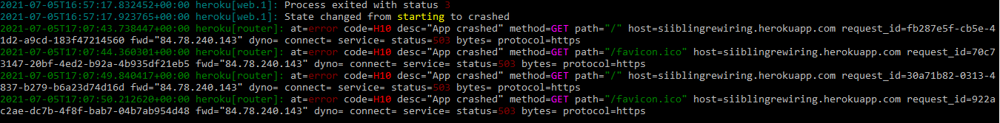 2021-07-05T16:57:17.832452+00:00 heroku[web.1]: Process exited with status 3
2021-07-05T16:57:17.923765+00:00 heroku[web.1]: State changed from starting to crashed
2021-07-05T17:07:43.738447+00:00 heroku[router]: at=error code=H10 desc="App crashed" method=GET path="/" host=siiblingrewiring.herokuapp.com request_id=fb287e5f-cb5e-4
1d2-a9cd-183f47214560 fwd="84.78.240.143" dyno= connect= service= status=503 bytes= protocol=https
2021-07-05T17:07:44.360301+00:00 heroku[router]: at=error code=H10 desc="App crashed" method=GET path="/favicon.ico" host=siiblingrewiring.herokuapp.com request_id=70c7
3147-20bf-4ed2-b92a-4b935df21eb5 fwd="84.78.240.143" dyno= connect= service= status=503 bytes= protocol=https
2021-07-05T17:07:49.840417+00:00 heroku[router]: at=error code=H10 desc="App crashed" method=GET path="/" host=siiblingrewiring.herokuapp.com request_id=30a71b82-0313-4
837-b279-b6a23d74d16d fwd="84.78.240.143" dyno= connect= service= status=503 bytes= protocol=https
2021-07-05T17:07:50.212620+00:00 heroku[router]: at=error code=H10 desc="App crashed" method=GET path="/favicon.ico" host=siiblingrewiring.herokuapp.com request_id=922a
c2ae-dc7b-4f8f-bab7-04b7ab954d48 fwd="84.78.240.143" dyno= connect= service= status=503 bytes= protocol=https